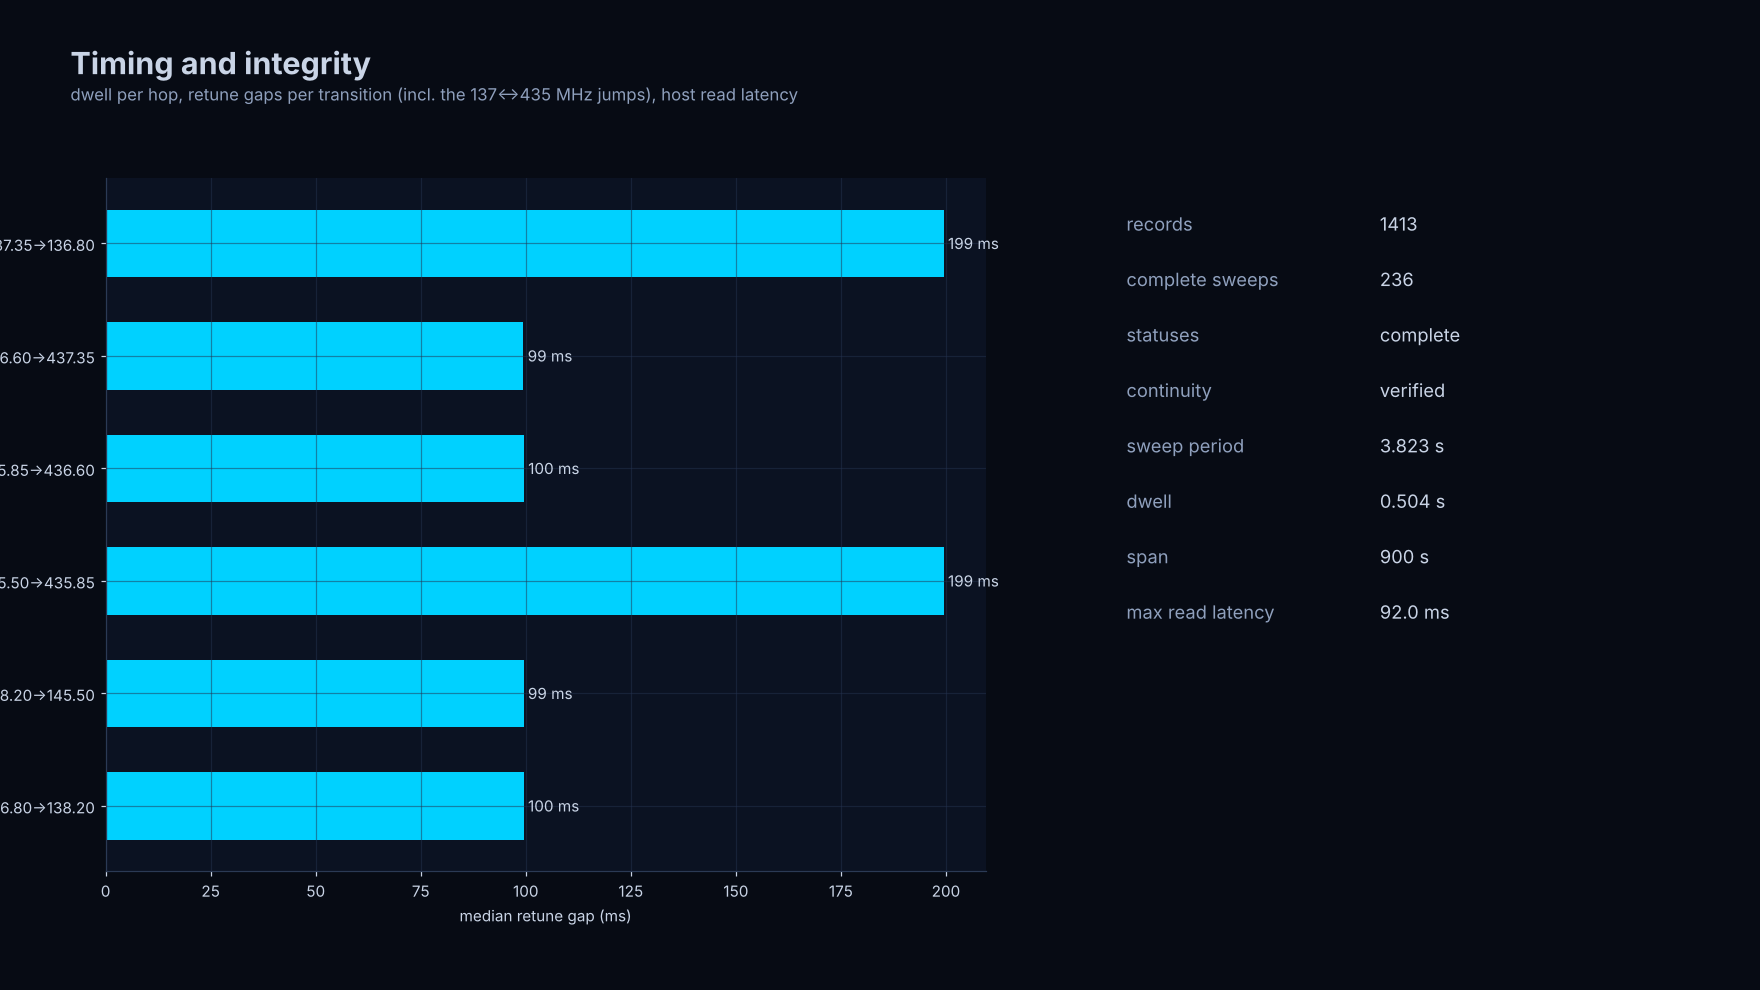 Timing and integrity
dwell per hop, retune gaps per transition (incl. the 137↔435 MHz jumps), host read latency
7.35→136.80
199 ms
6.60→437.35
99 ms
5.85→436.60
100 ms
5.50→435.85
199 ms
8.20→145.50
99 ms
6.80→138.20
100 ms
0 25 50 75 100 125 150 175 200
median retune gap (ms)
records 1413
complete sweeps 236
statuses complete
continuity verified
sweep period 3.823 s
dwell 0.504 s
span 900 s
max read latency 92.0 ms